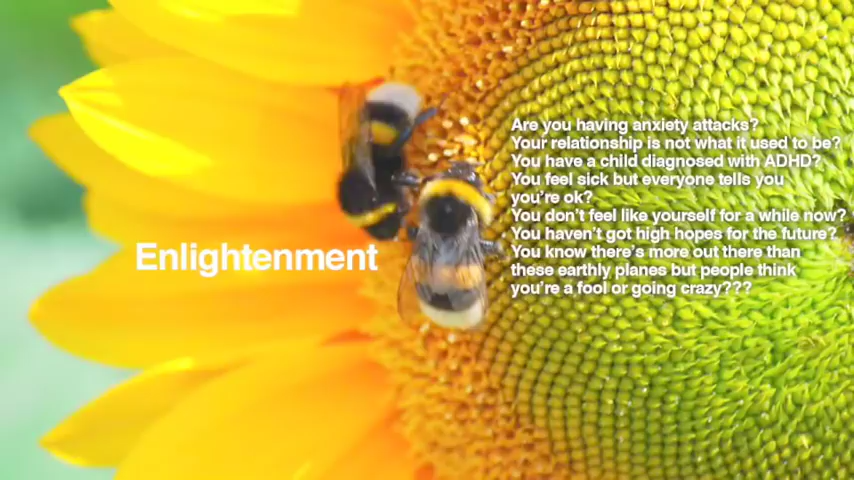 Enlightenment
Are you having anxiety attacks?
Your relationship is not what it used to be?
You have a child diagnosed with ADHD?
You feel sick but everyone tells you
you're ok?
You don't feel like yourself for a while now?
You haven't got high hopes for the future?
You know there's more out there than
these earthly planes but people think
you're a fool or going crazy???